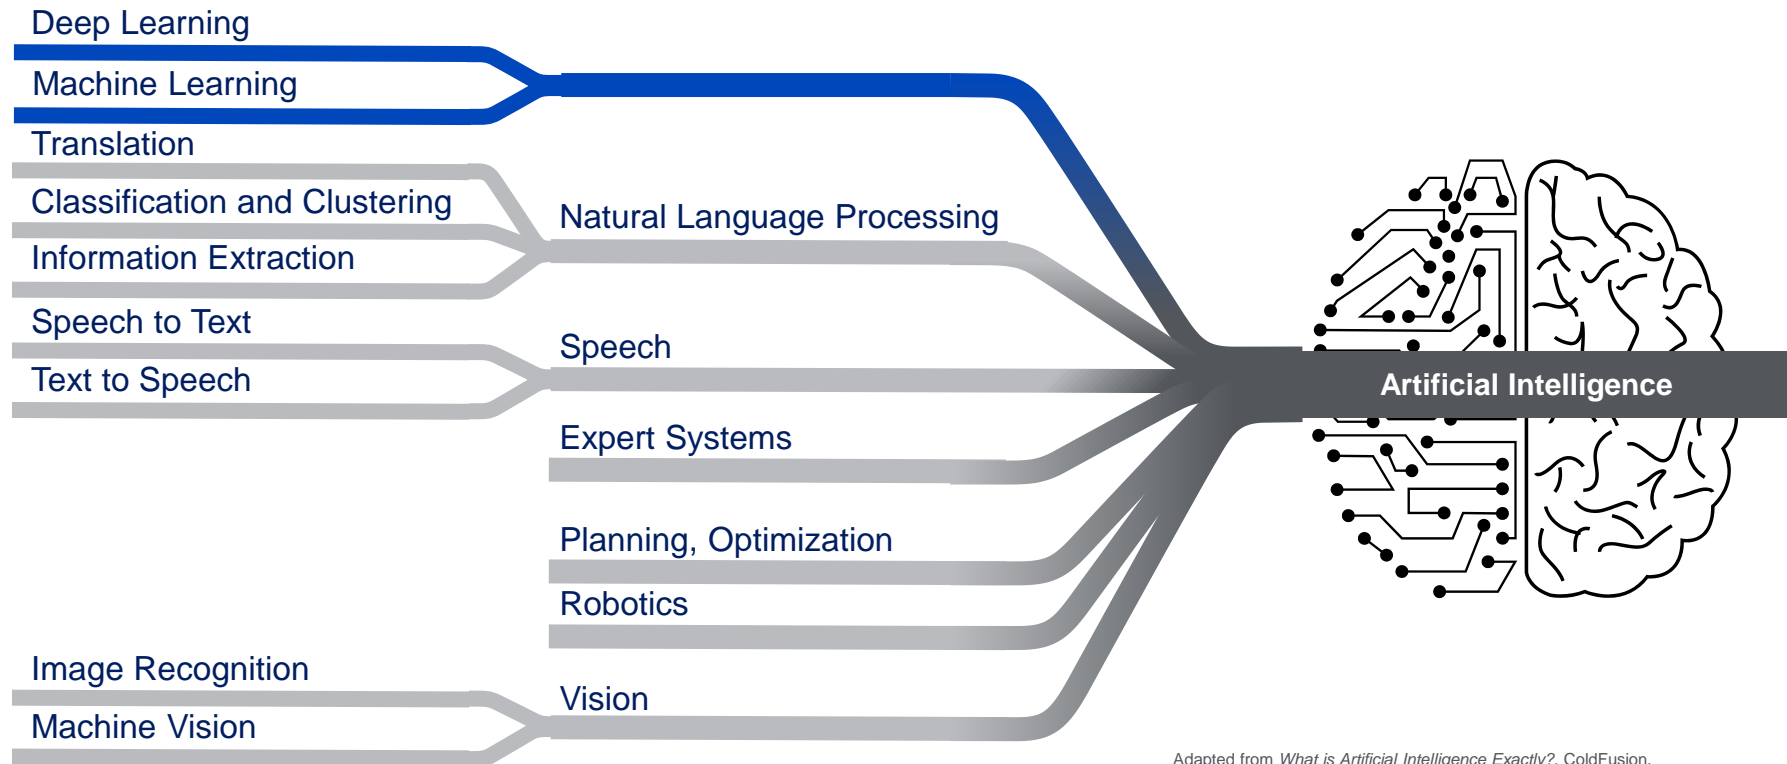 Deep Learning
Machine Learning
Translation
Classification and Clustering
Natural Language Processing
Information Extraction
Speech to Text
Speech
Text to Speech
Artificial Intelligence
Expert Systems
Planning, Optimization
Robotics
Image Recognition
Vision
Machine Vision
Adapted from What is Artificial Intelligence Exactly?, ColdFusion,